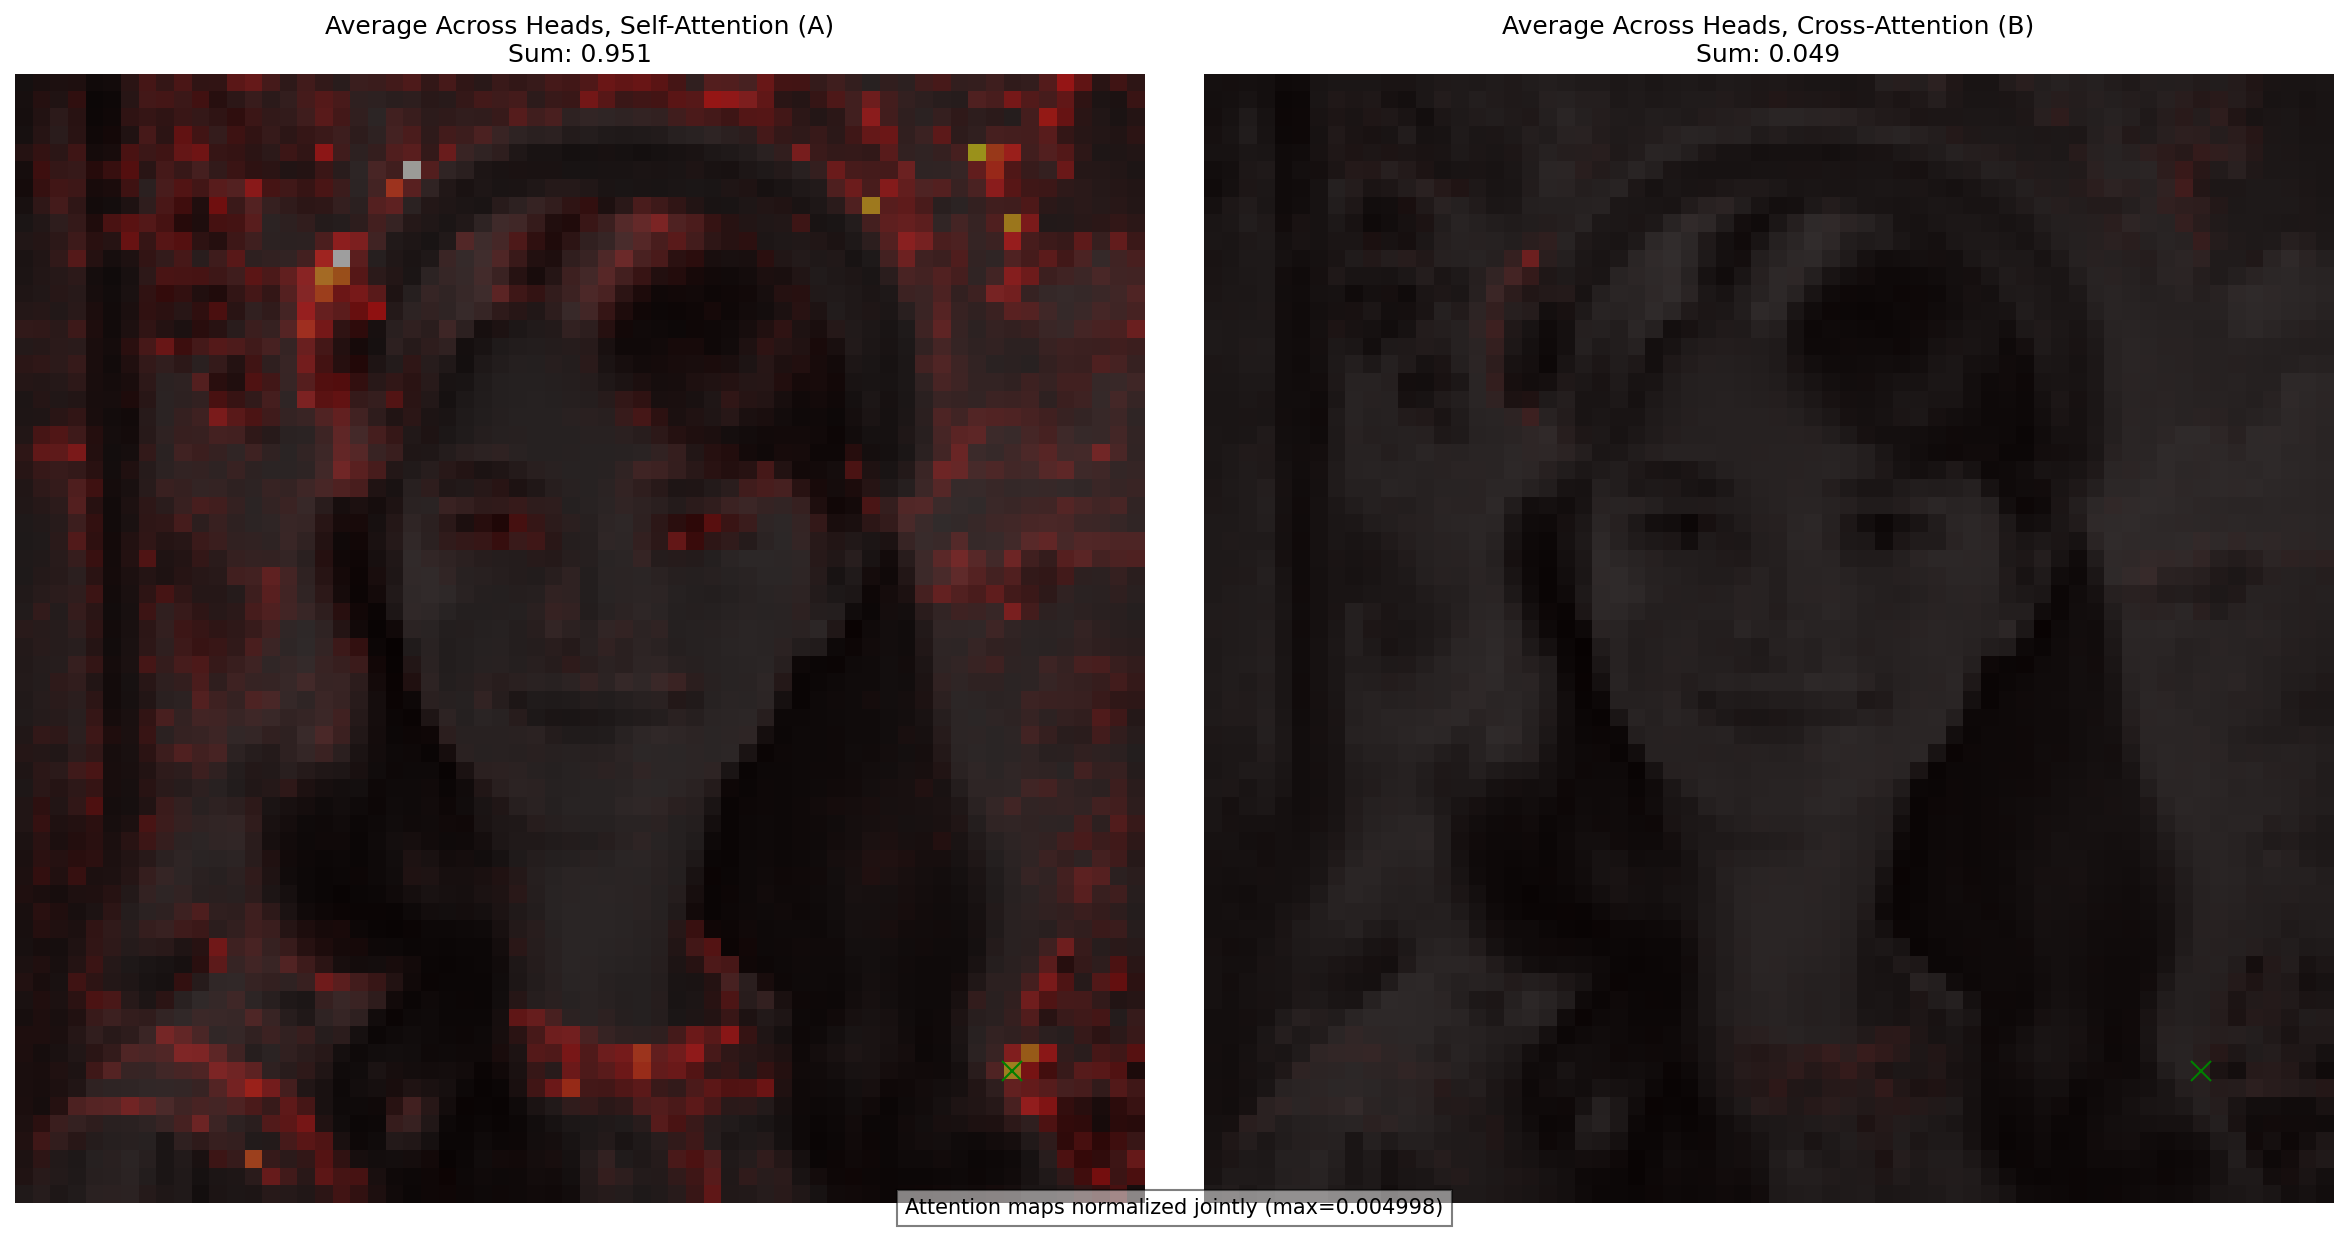 Average Across Heads, Self-Attention (A)
Sum: 0.951
Average Across Heads, Cross-Attention (B)
Sum: 0.049
Attention maps normalized jointly (max=0.004998)